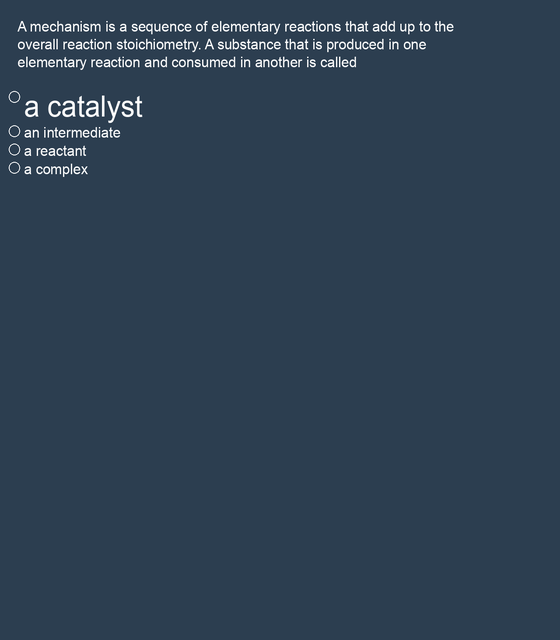 A mechanism is a sequence of elementary reactions that add up to the
overall reaction stoichiometry. A substance that is produced in one
elementary reaction and consumed in another is called
a catalyst
an intermediate
a reactant
a complex